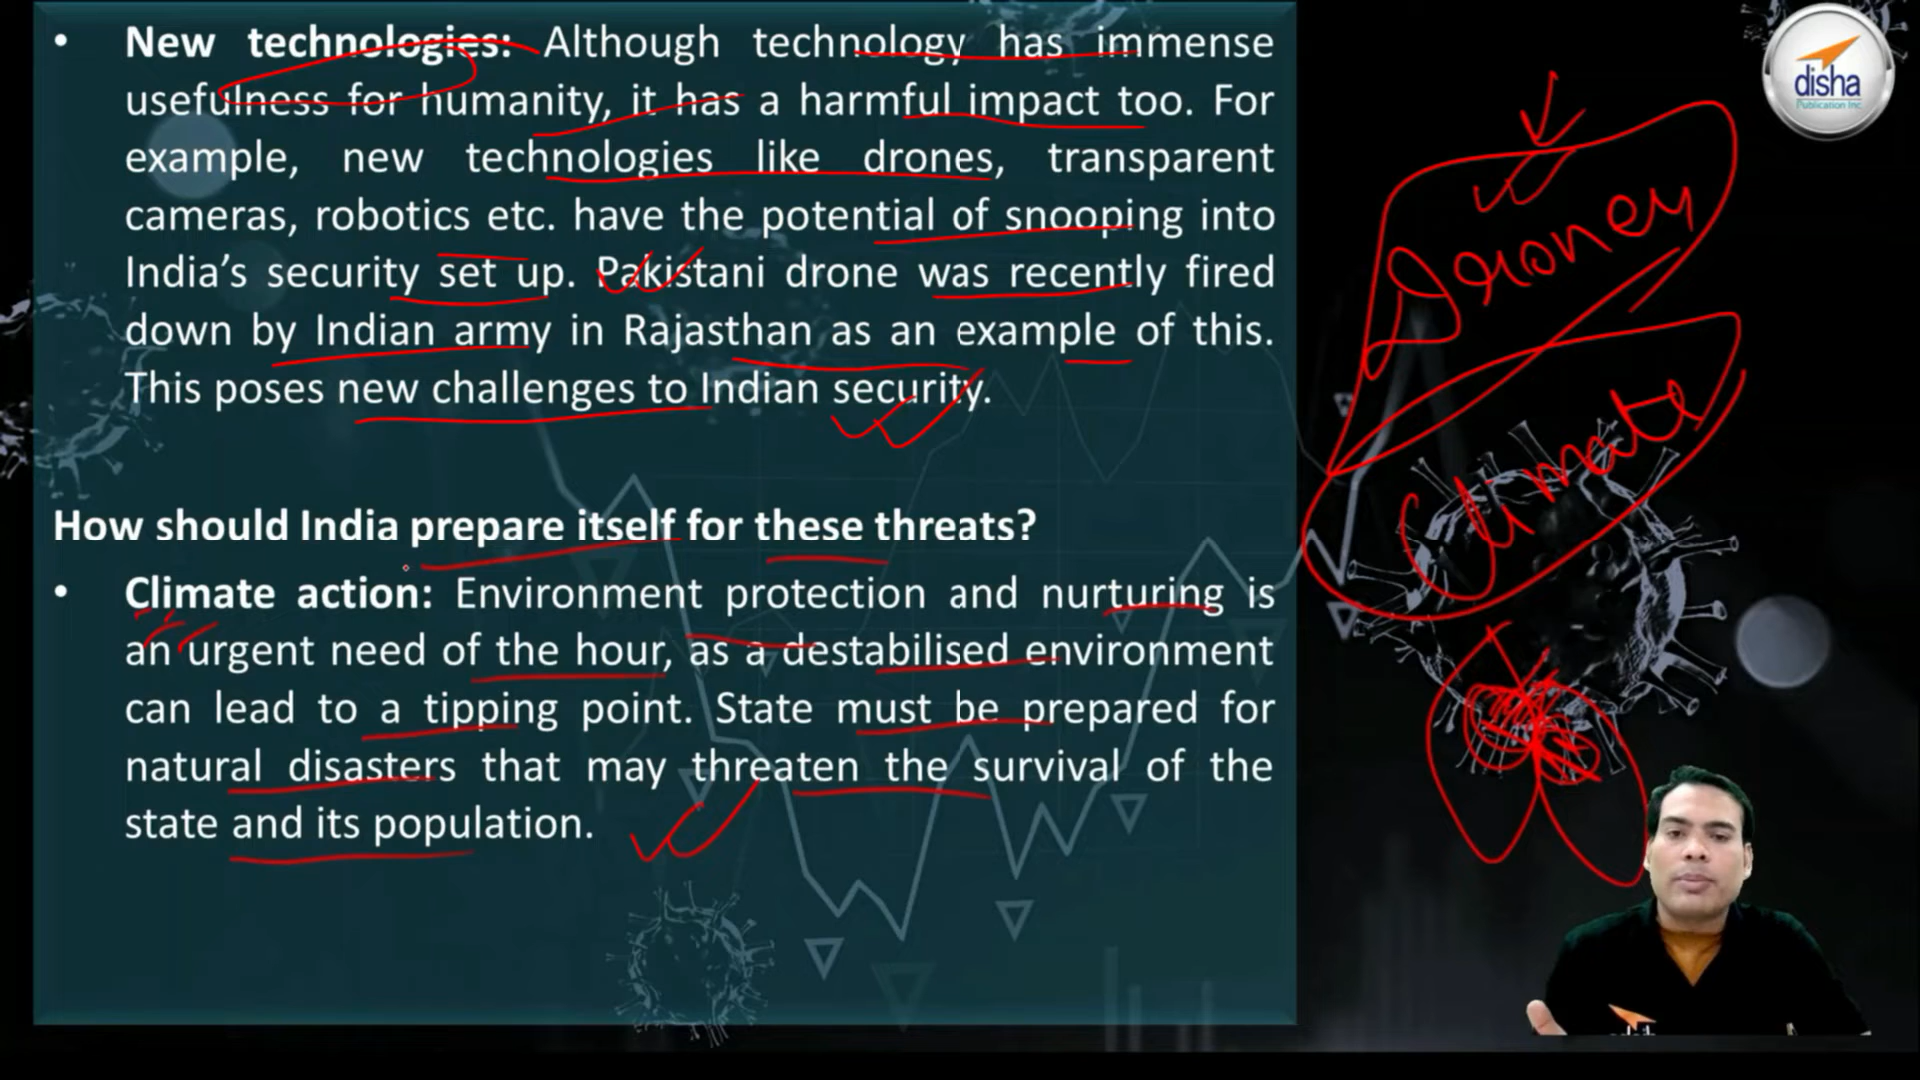 • New technologies: Although technology has immense
usefulness for humanity, it has a harmful impact too. For
example, new technologies like drones, transparent
cameras, robotics etc. have the potential of snooping into
India’s security set up. Pakistani drone was recently fired
down by Indian army in Rajasthan as an example of this.
This poses new challenges to Indian security.
How should India prepare itself for these threats?
• Climate action: Environment protection and nurturing is
an urgent need of the hour, as a destabilised environment
can lead to a tipping point. State must be prepared for
natural disasters that may threaten the survival of the
state and its population.
disha
Publication Inc
Drones
Climate